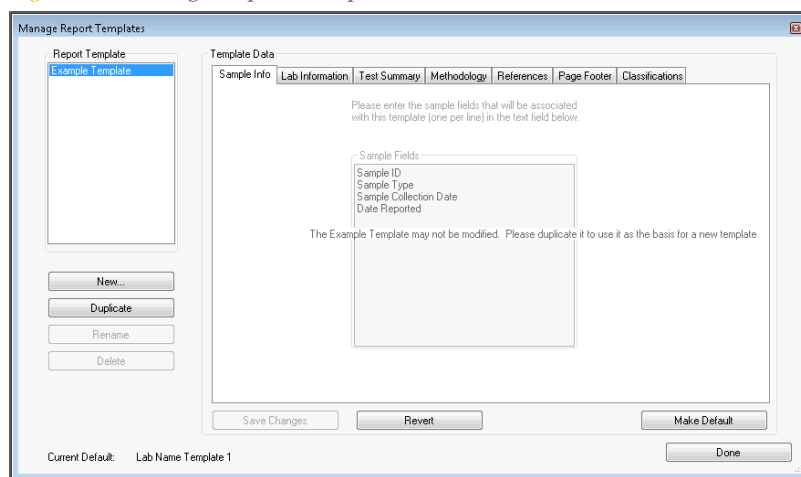 Manage Report Templates
Report Template
Example Template
New...
Duplicate
Rename
Delete
Template Data
Sample Info
Lab Information
Test Summary
Methodology
References
Page Footer
Classifications
Please enter the sample fields that will be associated
with this template (one per line) in the text field below.
Sample Fields
Sample ID
Sample Type
Sample Collection Date
Date Reported
The Example Template may not be modified. Please duplicate it to use it as the basis for a new template
Save Changes
Revert
Make Default
Current Default: Lab Name Template 1
Done